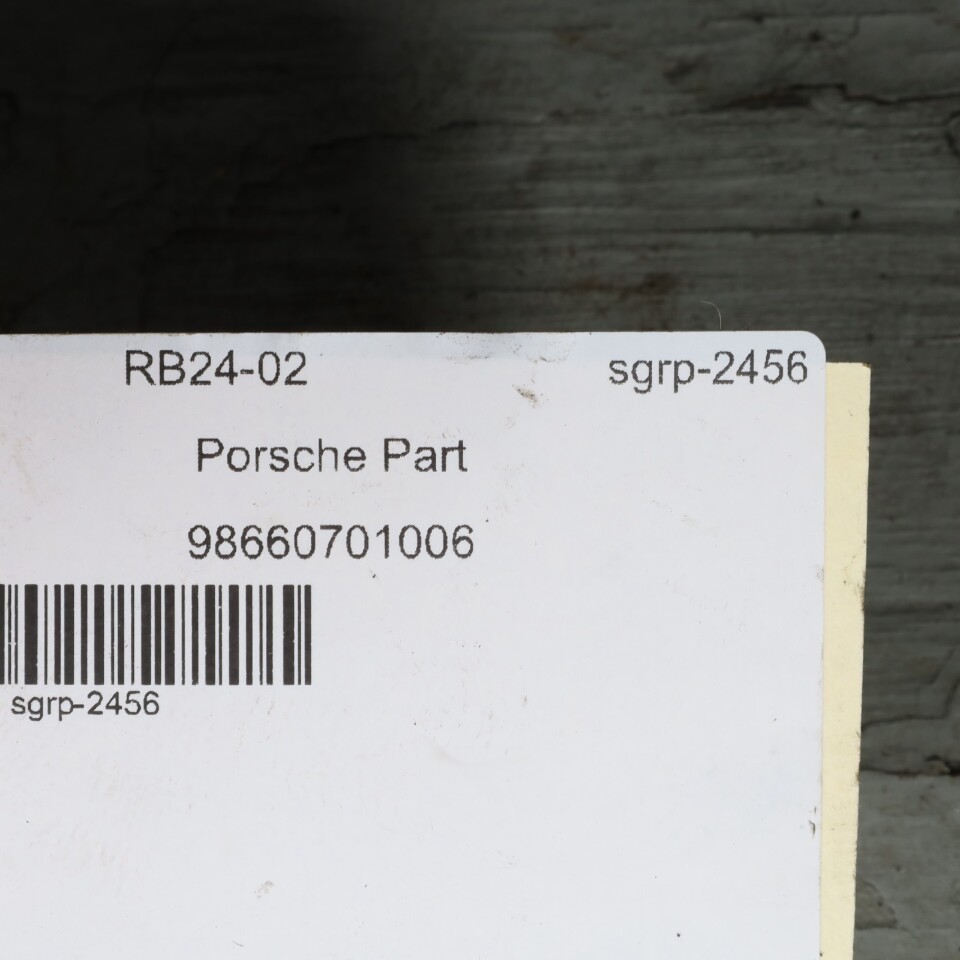 RB24-02 sgrp-2456
Porsche Part
98660701006
sgrp-2456